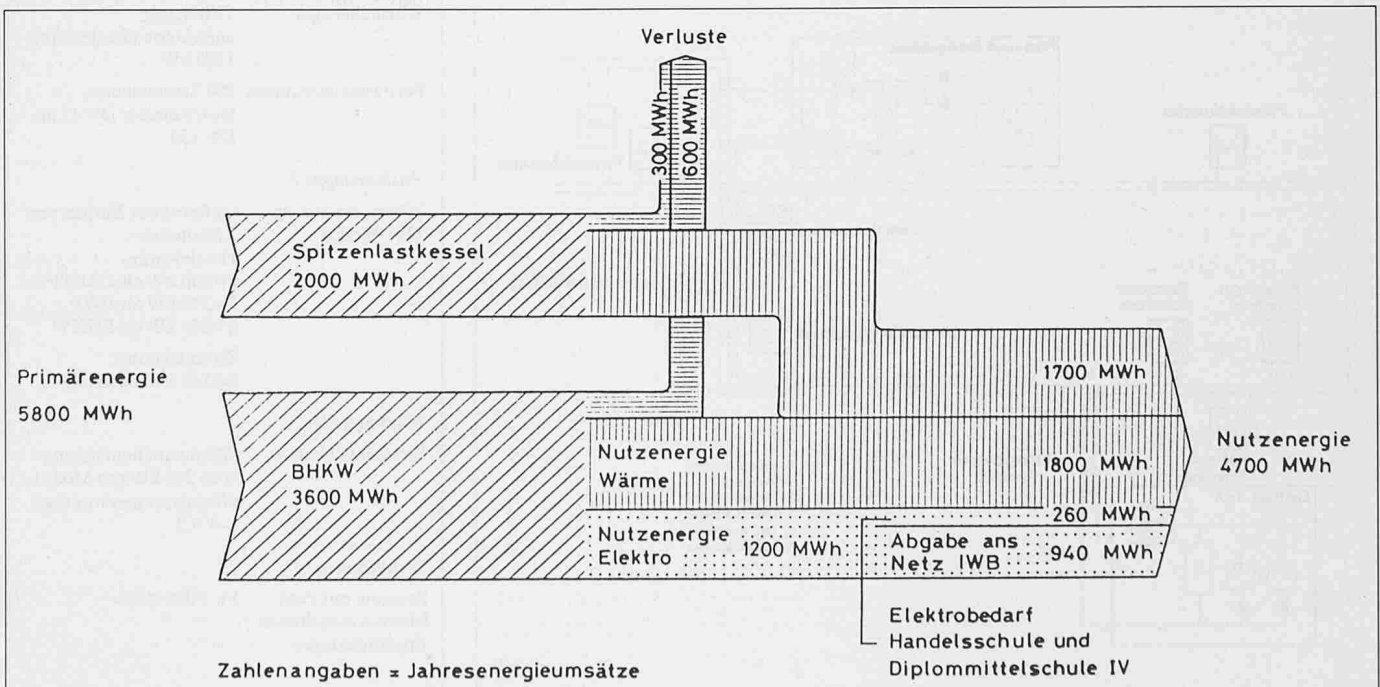 Verluste
300 MWh
600 MWh
Spitzenlastkessel
2000 MWh
Primärenergie
5800 MWh
1700 MWh
BHKW
3600 MWh
Nutzenergie
Wärme
1800 MWh
Nutzenergie
4700 MWh
260 MWh
Nutzenergie
Elektro
1200 MWh
Abgabe ans
Netz IWB
940 MWh
Elektrobedarf
Handelsschule und
Diplommittelschule IV
Zahlenangaben = Jahresenergieumsätze